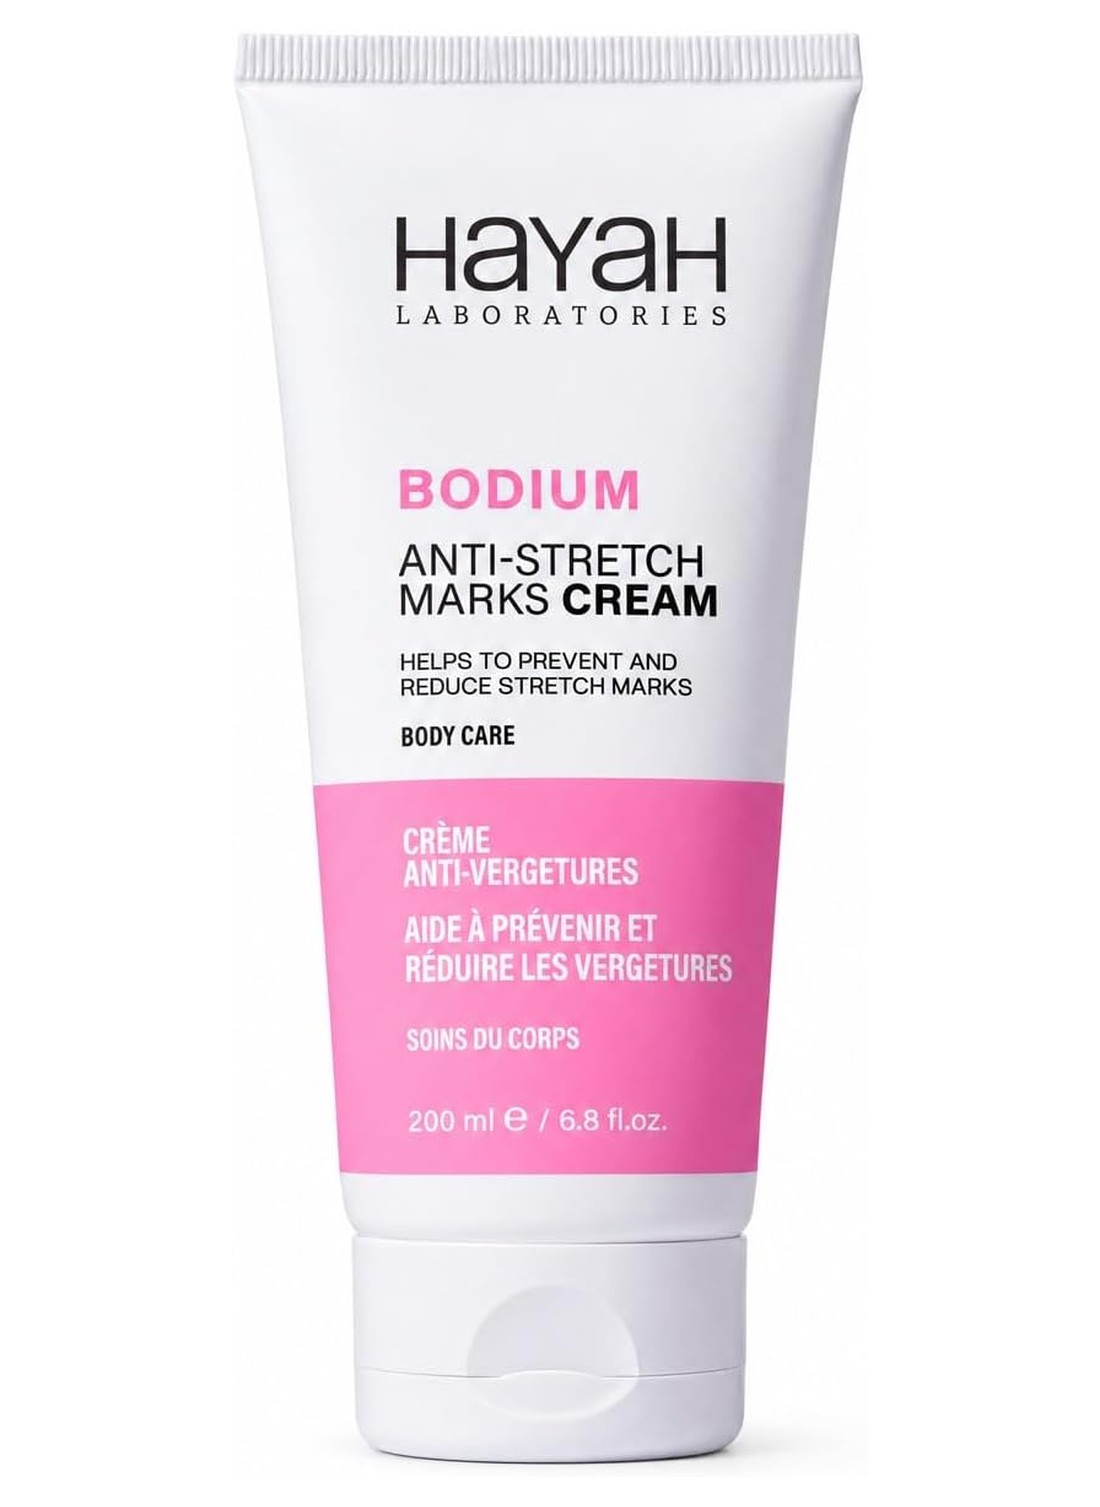 HaYaH
LABORATORIES
BODIUM
ANTI-STRETCH
MARKS CREAM
HELPS TO PREVENT AND
REDUCE STRETCH MARKS
BODY CARE
CRÈME
ANTI-VERGETURES
AIDE À PRÉVENIR ET
RÉDUIRE LES VERGETURES
SOINS DU CORPS
200 ml e / 6.8 fl.oz.